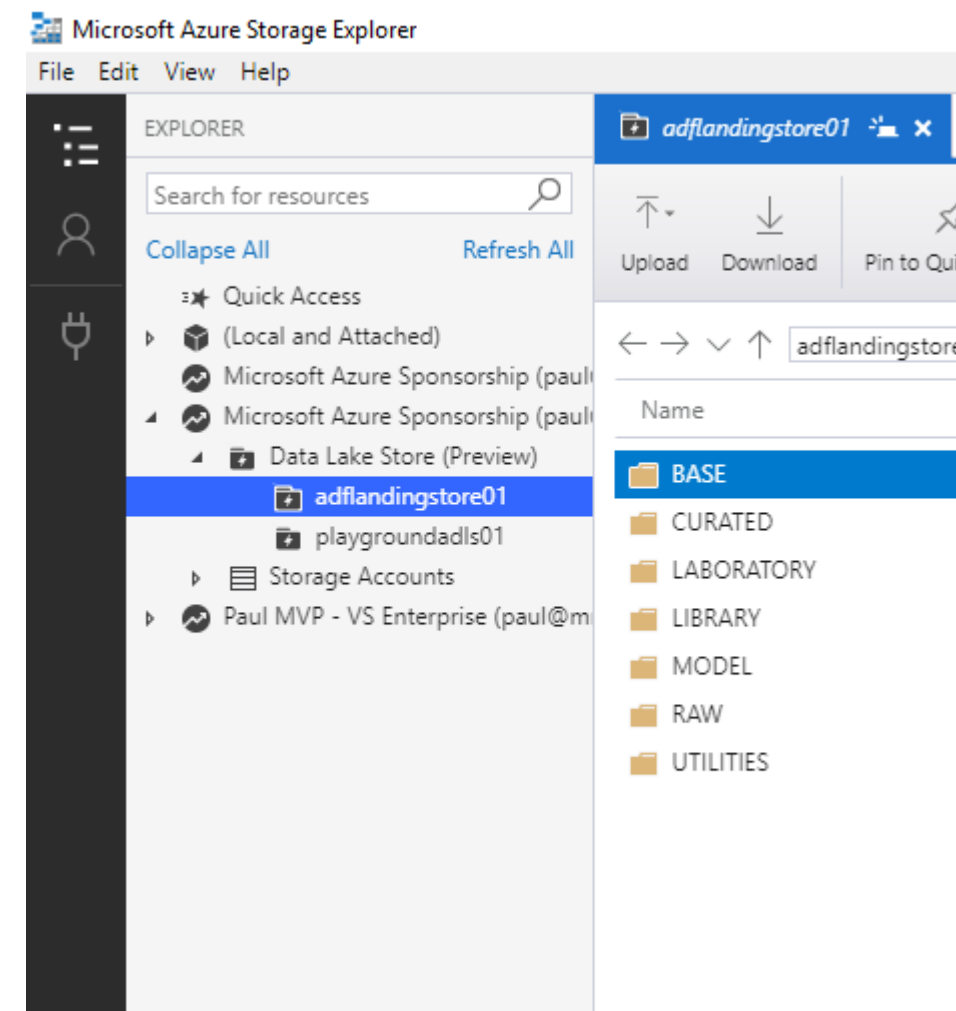 Microsoft Azure Storage Explorer
File Edit View Help
EXPLORER
Search for resources
Collapse All Refresh All
Quick Access
(Local and Attached)
Microsoft Azure Sponsorship (paul
Microsoft Azure Sponsorship (paul
Data Lake Store (Preview)
adflandingstore01
playgroundadls01
Storage Accounts
Paul MVP - VS Enterprise (paul@m
adflandingstore01
Upload Download Pin to Qui
adflandingstore
Name
BASE
CURATED
LABORATORY
LIBRARY
MODEL
RAW
UTILITIES